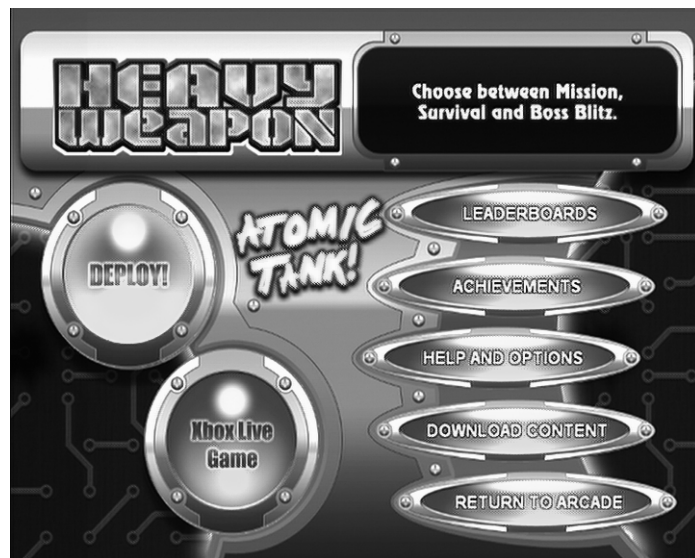 HEAVY
WEAPON
Choose between Mission,
Survival and Boss Blitz.
ATOMIC
TANK!
DEPLOY!
Xbox Live
Game
LEADERBOARDS
ACHIEVEMENTS
HELP AND OPTIONS
DOWNLOAD CONTENT
RETURN TO ARCADE